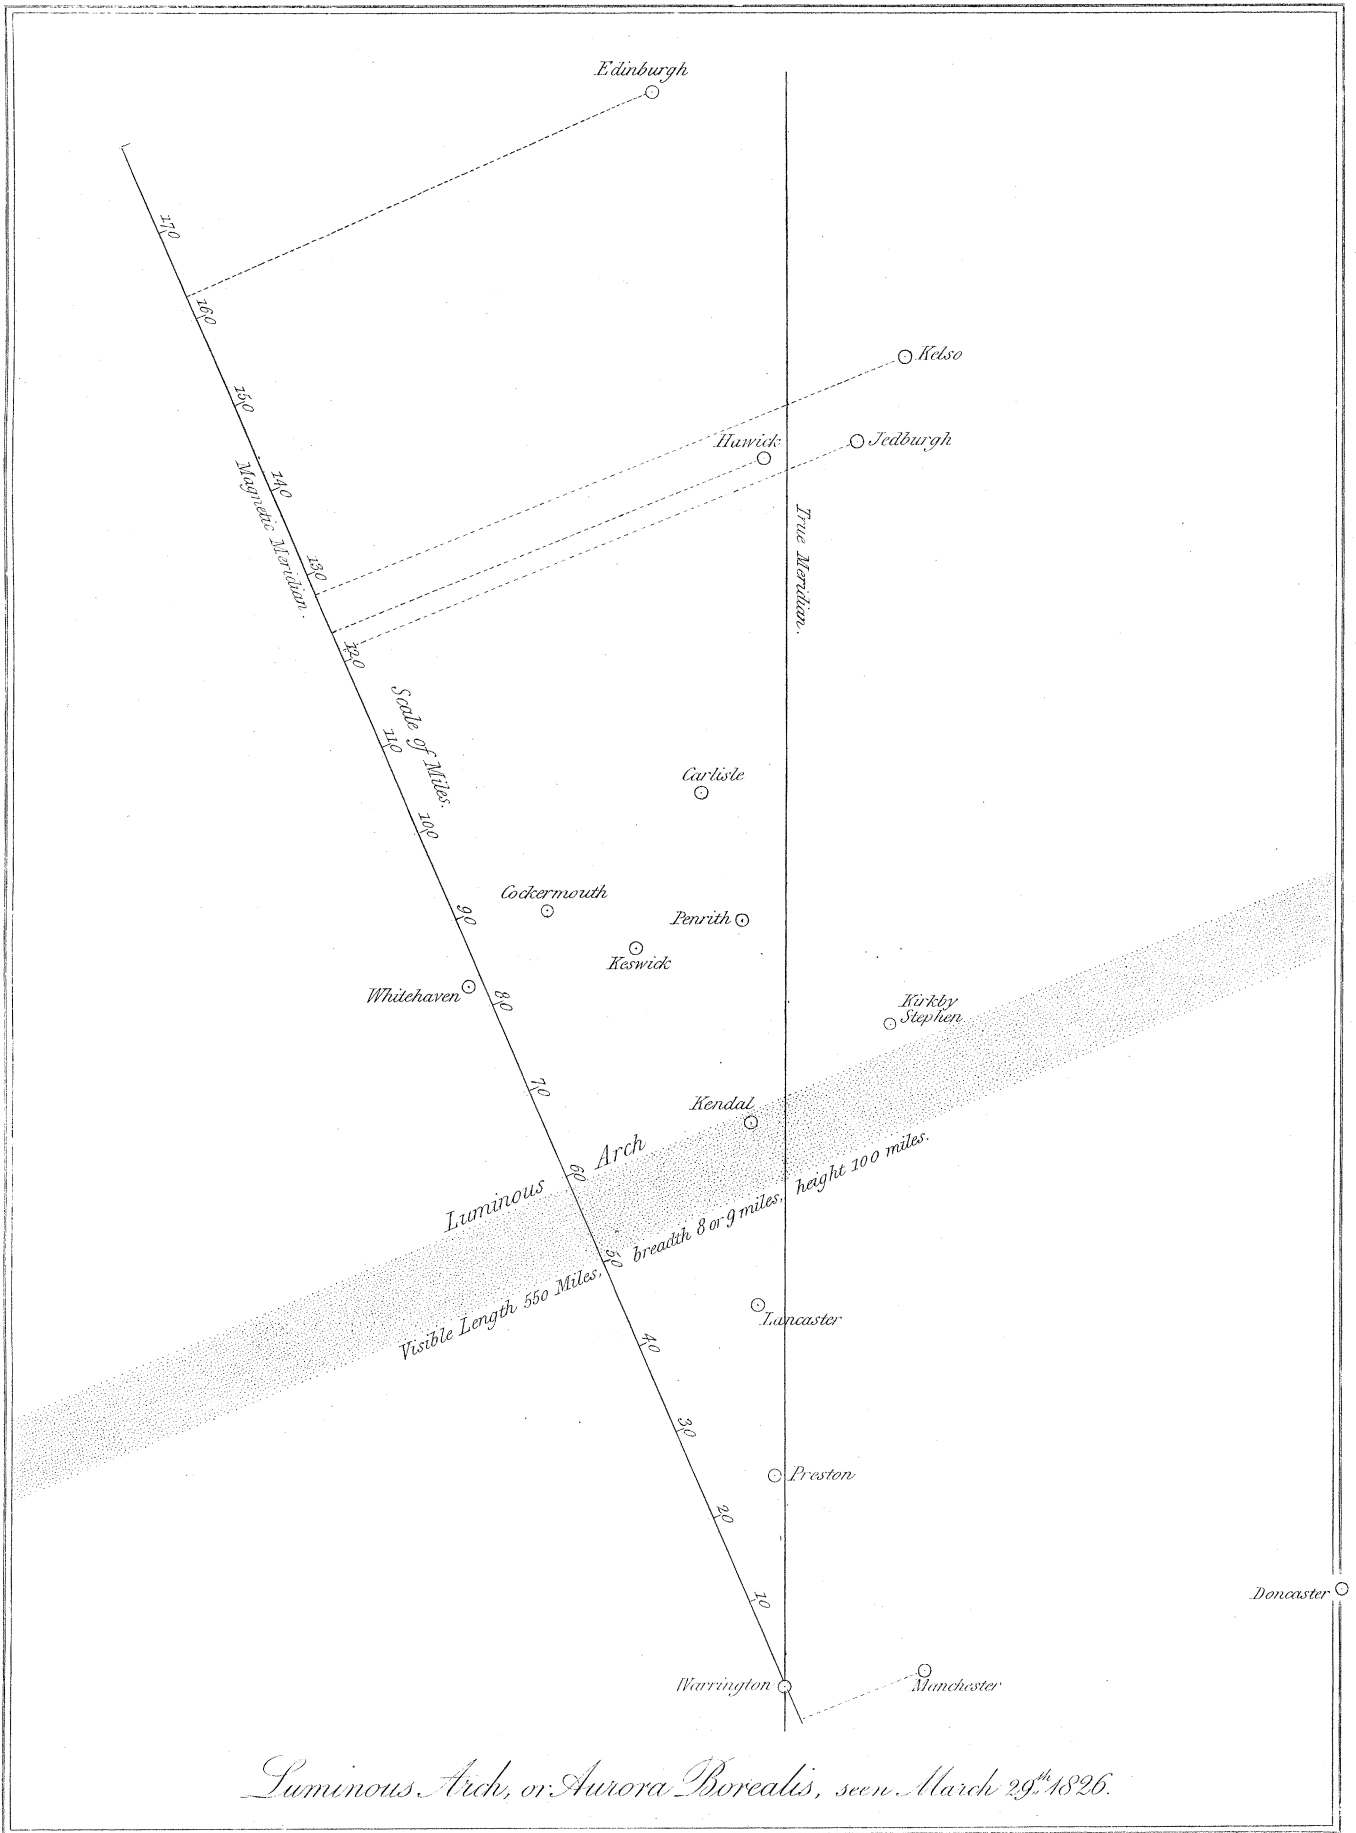 Edinburgh
170
160
Kelso
150
Hawick
Jedburgh
140
Magnetic Meridian.
True Meridian.
130
120
Scale of Miles.
110
Carlisle
100
Cockermouth
90
Penrith
Keswick
Whitehaven
80
Kirkby
Stephen
70
Kendal
Luminous Arch
60
Visible Length 550 Miles, breadth 8 or 9 miles, height 100 miles.
50
Lancaster
40
30
Preston
20
10
Doncaster
Warrington
Manchester
Luminous Arch, or Aurora Borealis, seen March 29th 1826.